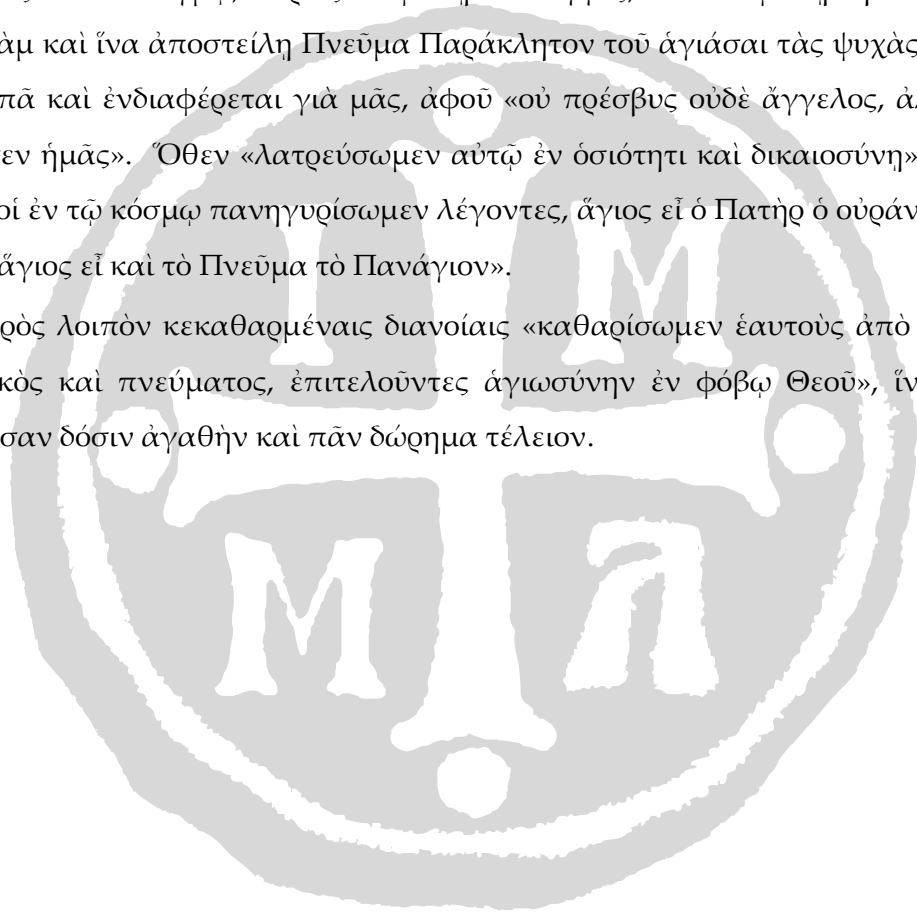 ὰμ καὶ ἵνα ἀποστείλῃ Πνεῦμα Παράκλητον τοῦ ἁγιάσαι τὰς ψυχὰς
πᾶ καὶ ἐνδιαφέρεται γιὰ μᾶς, ἀφοῦ «οὐ πρέσβυς οὐδὲ ἄγγελος, ἀ
εν ἡμᾶς». Ὅθεν «λατρεύσωμεν αὐτῷ ἐν ὁσιότητι καὶ δικαιοσύνῃ»
οἱ ἐν τῷ κόσμῳ πανηγυρίσωμεν λέγοντες, ἅγιος εἶ ὁ Πατὴρ ὁ οὐράν
ἅγιος εἶ καὶ τὸ Πνεῦμα τὸ Πανάγιον».
ρὸς λοιπὸν κεκαθαρμέναις διανοίαις «καθαρίσωμεν ἑαυτοὺς ἀπὸ
κὸς καὶ πνεύματος, ἐπιτελοῦντες ἁγιωσύνην ἐν φόβῳ Θεοῦ», ἵν
σαν δόσιν ἀγαθὴν καὶ πᾶν δώρημα τέλειον.
Ι Μ
Μ Λ